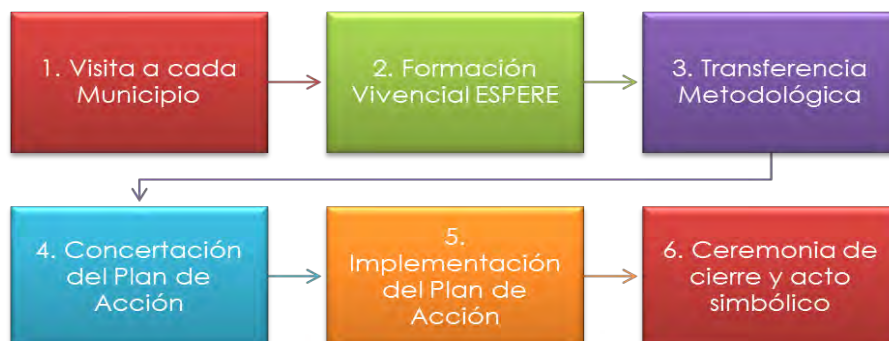 1. Visita a cada
Municipio
2. Formación
Vivencial ESPERE
3. Transferencia
Metodológica
4. Concertación
del Plan de
Acción
5.
Implementación
del Plan de
Acción
6. Ceremonia de
cierre y acto
simbólico